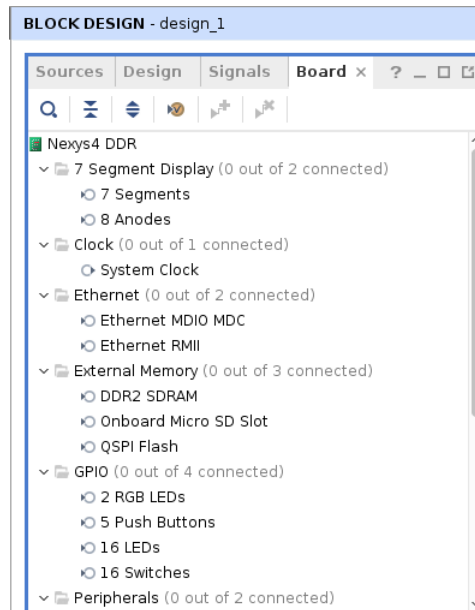 BLOCK DESIGN - design_1
Sources Design Signals Board × ? _
Nexys4 DDR
7 Segment Display (0 out of 2 connected)
7 Segments
8 Anodes
Clock (0 out of 1 connected)
System Clock
Ethernet (0 out of 2 connected)
Ethernet MDIO MDC
Ethernet RMII
External Memory (0 out of 3 connected)
DDR2 SDRAM
Onboard Micro SD Slot
QSPI Flash
GPIO (0 out of 4 connected)
2 RGB LEDs
5 Push Buttons
16 LEDs
16 Switches
Peripherals (0 out of 2 connected)